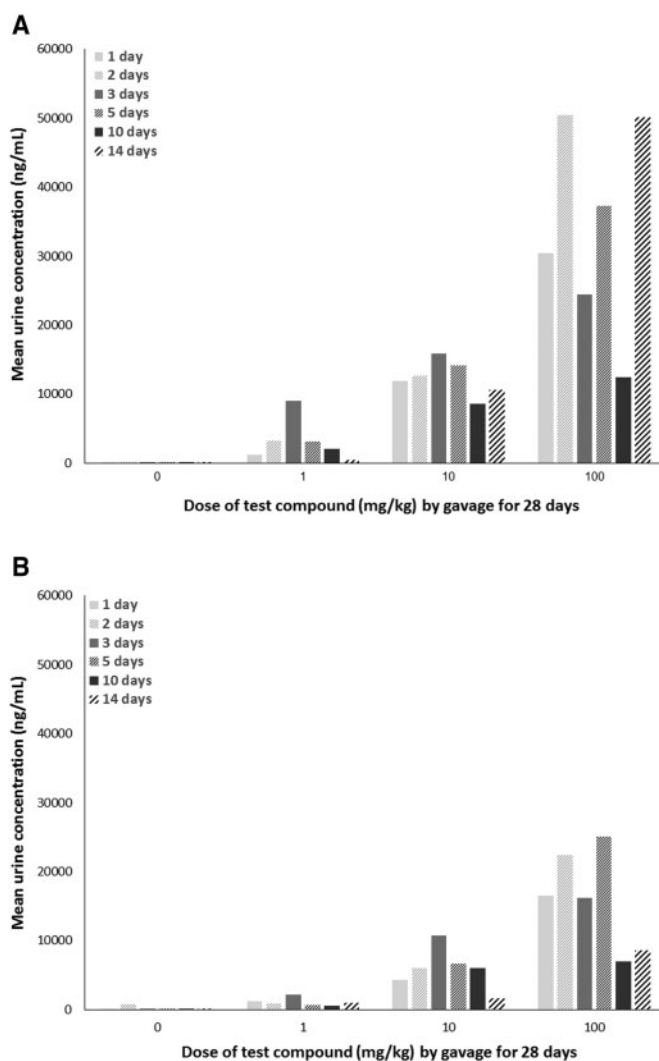 A
60000
50000
40000
30000
20000
10000
0
Mean urine concentration (ng/mL)
1 day
2 days
3 days
5 days
10 days
14 days
0 1 10 100
Dose of test compound (mg/kg) by gavage for 28 days
B
60000
50000
40000
30000
20000
10000
0
Mean urine concentration (ng/mL)
1 day
2 days
3 days
5 days
10 days
14 days
0 1 10 100
Dose of test compound (mg/kg) by gavage for 28 days